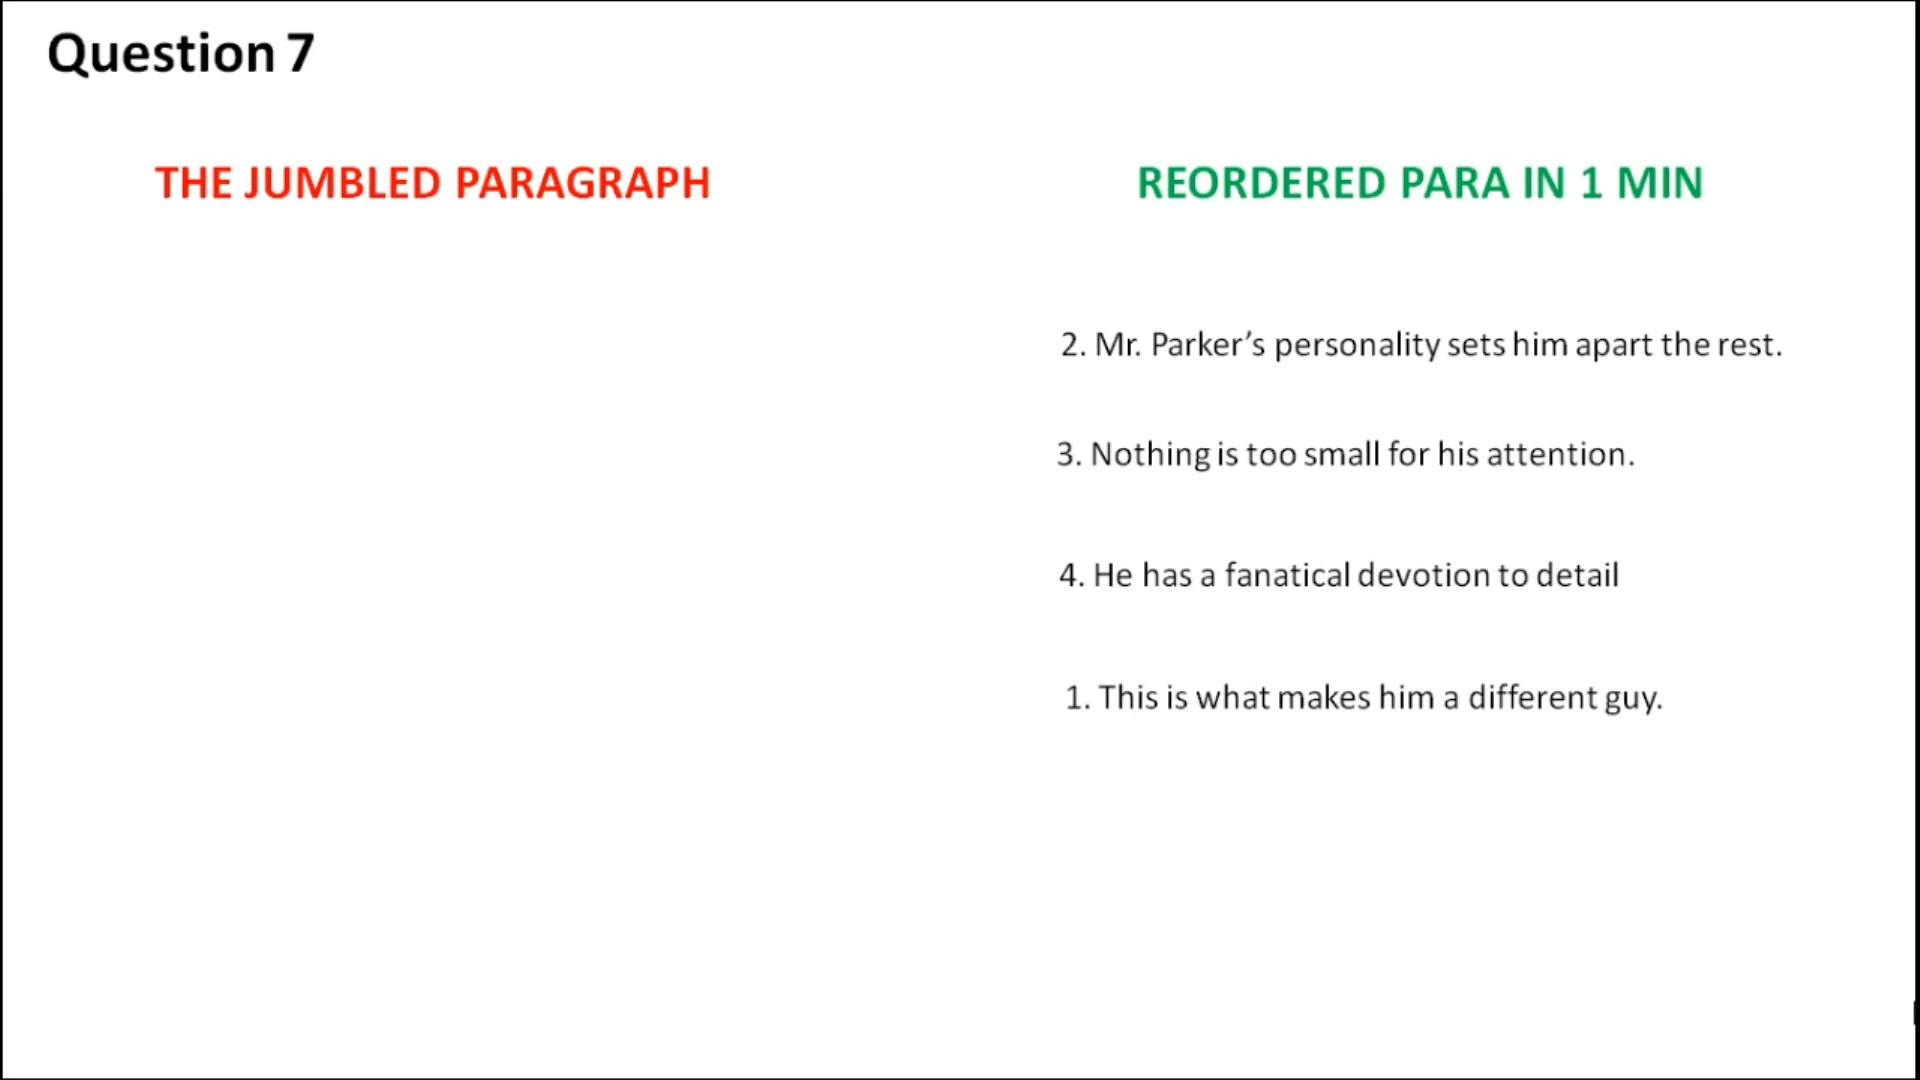 Question 7
THE JUMBLED PARAGRAPH
REORDERED PARA IN 1 MIN
2. Mr. Parker’s personality sets him apart the rest.
3. Nothing is too small for his attention.
4. He has a fanatical devotion to detail
1. This is what makes him a different guy.